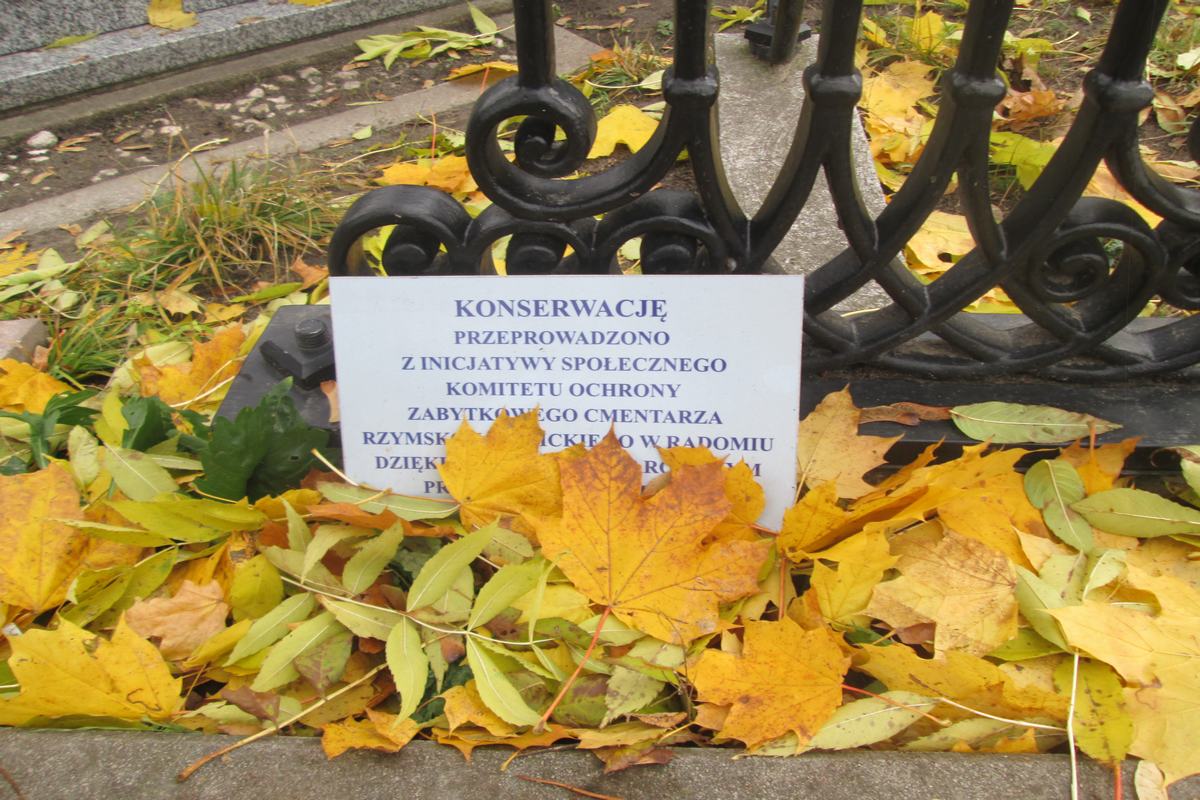 KONSERWACJĘ
PRZEPROWADZONO
Z INICJATYWY SPOŁECZNEGO
KOMITETU OCHRONY
ZABYTKOWEGO CMENTARZA
W RADOMIU